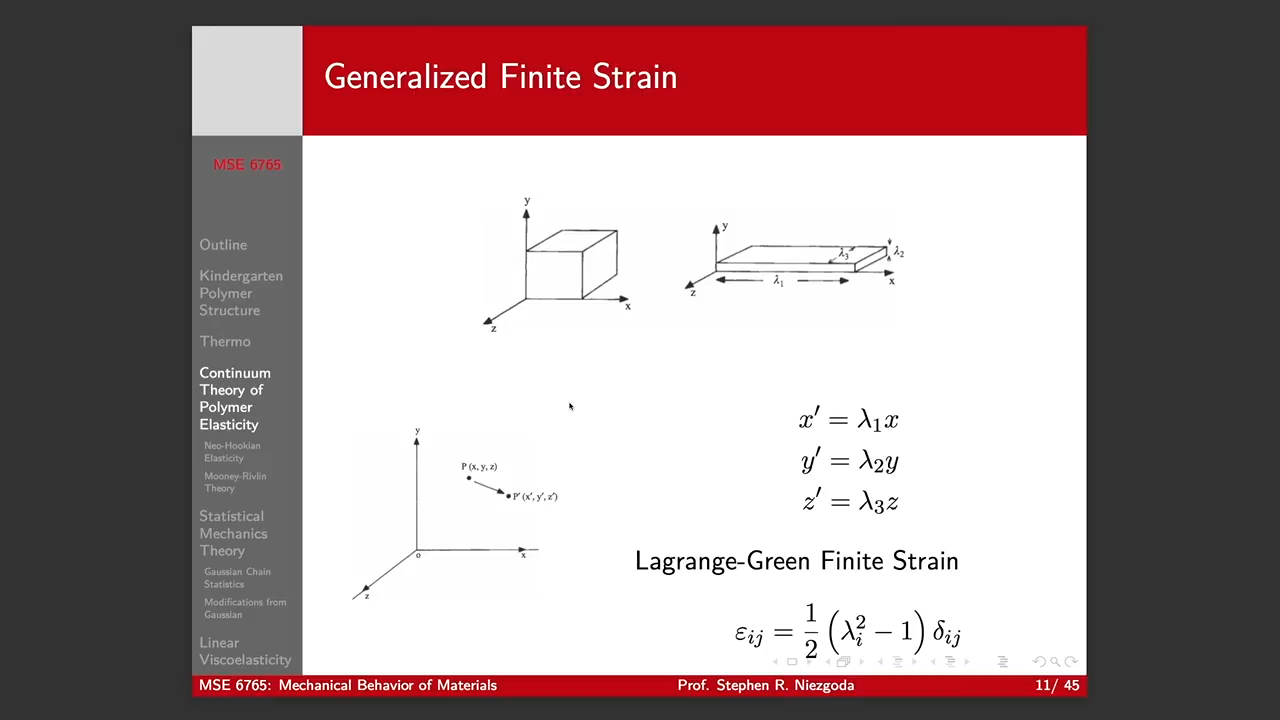 Generalized Finite Strain
MSE 6765
Outline
Kindergarten
Polymer
Structure
Thermo
Continuum
Theory of
Polymer
Elasticity
Neo-Hookian
Elasticity
Mooney-Rivlin
Theory
Statistical
Mechanics
Theory
Gaussian Chain
Statistics
Modifications from
Gaussian
Linear
Viscoelasticity
y
x
z
y
λ3
λ2
λ1
x
z
y
P (x, y, z)
P′ (x′, y′, z′)
o
x
z
x′ = λ₁x
y′ = λ₂y
z′ = λ₃z
Lagrange-Green Finite Strain
εᵢⱼ = 1/2 (λᵢ² − 1) δᵢⱼ
MSE 6765: Mechanical Behavior of Materials
Prof. Stephen R. Niezgoda
11/ 45